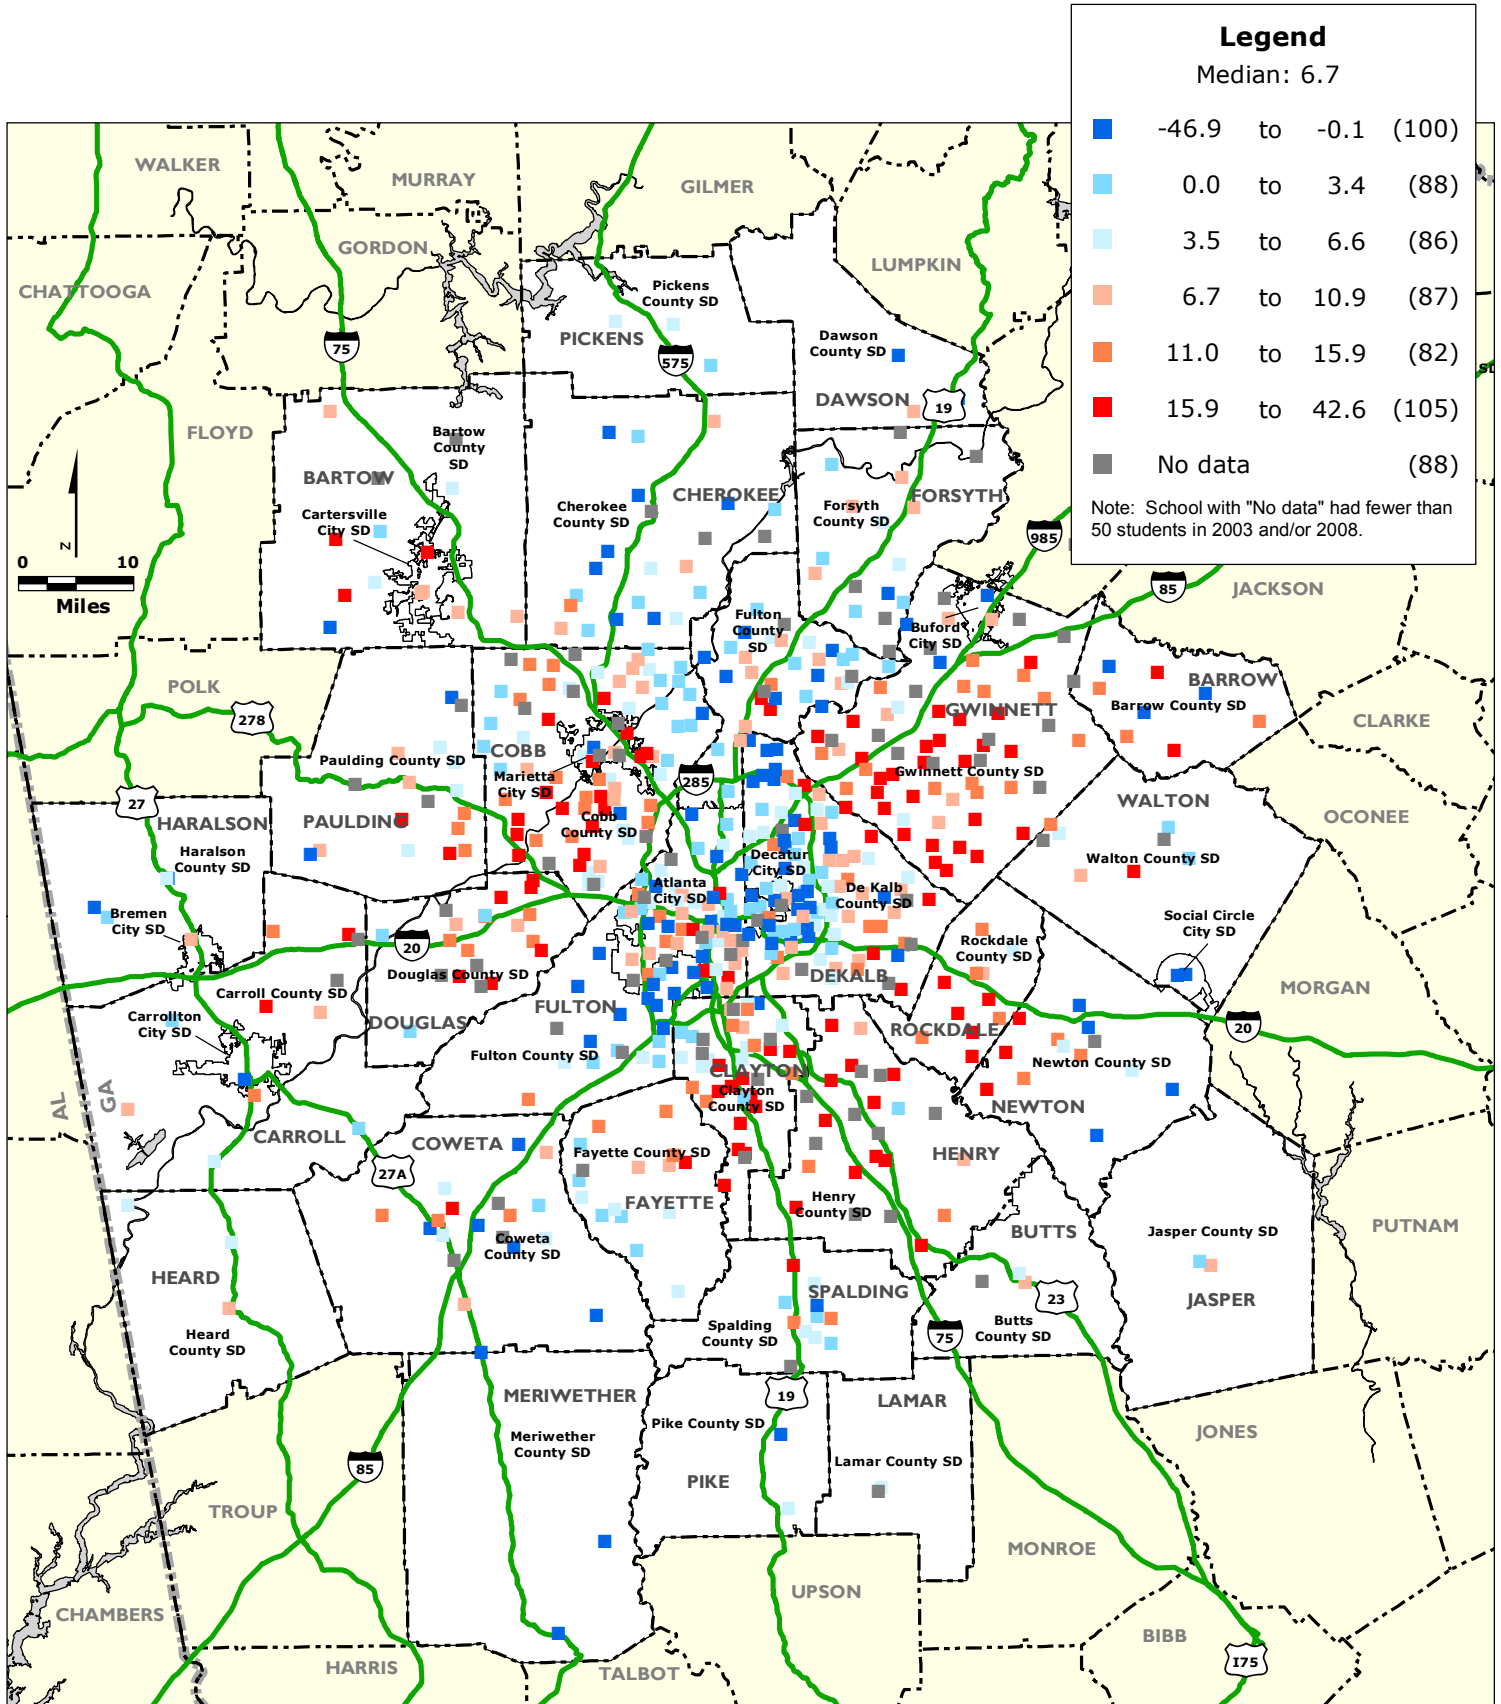 Legend
Median: 6.7
-46.9 to -0.1 (100)
0.0 to 3.4 (88)
3.5 to 6.6 (86)
6.7 to 10.9 (87)
11.0 to 15.9 (82)
15.9 to 42.6 (105)
No data (88)
Note: School with "No data" had fewer than
50 students in 2003 and/or 2008.
WALKER
MURRAY
GILMER
GORDON
LUMPKIN
CHATTOOGA
Pickens
County SD
PICKENS
75
575
Dawson
County SD
DAWSON
19
FLOYD
Bartow
County
SD
BARTOW
CHEROKEE
Cherokee
County SD
FORSYTH
Forsyth
County SD
Cartersville
City SD
985
N
0 10
Miles
85
JACKSON
Fulton
County
SD
Buford
City SD
POLK
278
BARROW
Barrow County SD
GWINNETT
CLARKE
COBB
Paulding County SD
Marietta
City SD
285
Gwinnett County SD
WALTON
27
HARALSON
PAULDING
Cobb
County SD
OCONEE
Haralson
County SD
Decatur
City SD
Walton County SD
Atlanta
City SD
De Kalb
County SD
Bremen
City SD
Social Circle
City SD
20
Rockdale
County SD
Douglas County SD
DEKALB
Carroll County SD
FULTON
MORGAN
Carrollton
City SD
DOUGLAS
ROCKDALE
20
Fulton County SD
Newton County SD
CLAYTON
Clayton
County SD
AL
GA
NEWTON
CARROLL
COWETA
Fayette County SD
HENRY
27A
FAYETTE
Henry
County SD
BUTTS
Jasper County SD
PUTNAM
Coweta
County SD
HEARD
SPALDING
23
JASPER
Heard
County SD
Spalding
County SD
75
Butts
County SD
MERIWETHER
19
LAMAR
Pike County SD
JONES
Meriwether
County SD
85
Lamar County SD
PIKE
TROUP
MONROE
UPSON
CHAMBERS
BIBB
I75
HARRIS
TALBOT